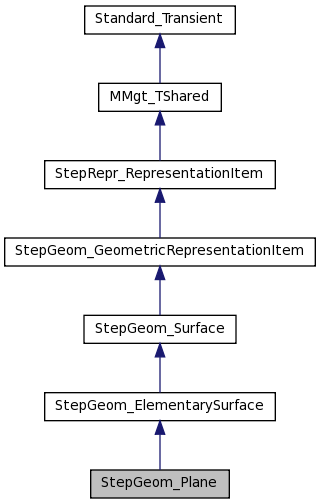 Standard_Transient
MMgt_TShared
StepRepr_RepresentationItem
StepGeom_GeometricRepresentationItem
StepGeom_Surface
StepGeom_ElementarySurface
StepGeom_Plane